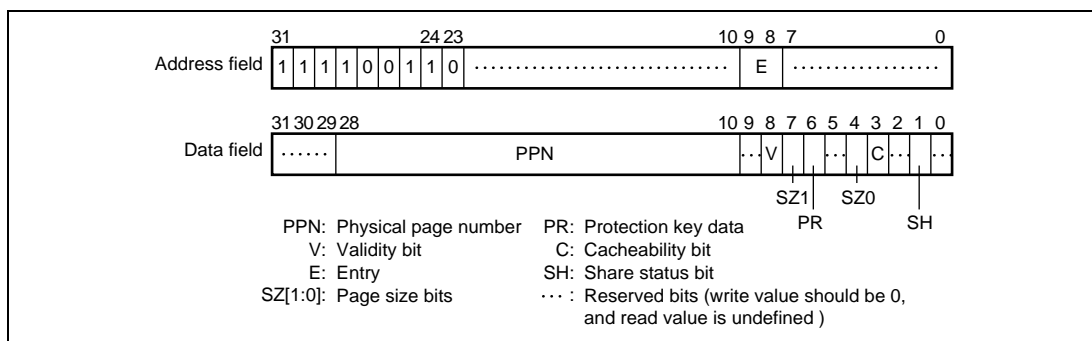 31 24 23 10 9 8 7 0
Address field 1 1 1 1 0 0 1 1 0 ·················· E ··················
31 30 29 28 10 9 8 7 6 5 4 3 2 1 0
Data field ······ PPN ··· V ··· C ··· ···
SZ1 SZ0
PR SH
PPN: Physical page number PR: Protection key data
V: Validity bit C: Cacheability bit
E: Entry SH: Share status bit
SZ[1:0]: Page size bits ··· : Reserved bits (write value should be 0,
and read value is undefined )